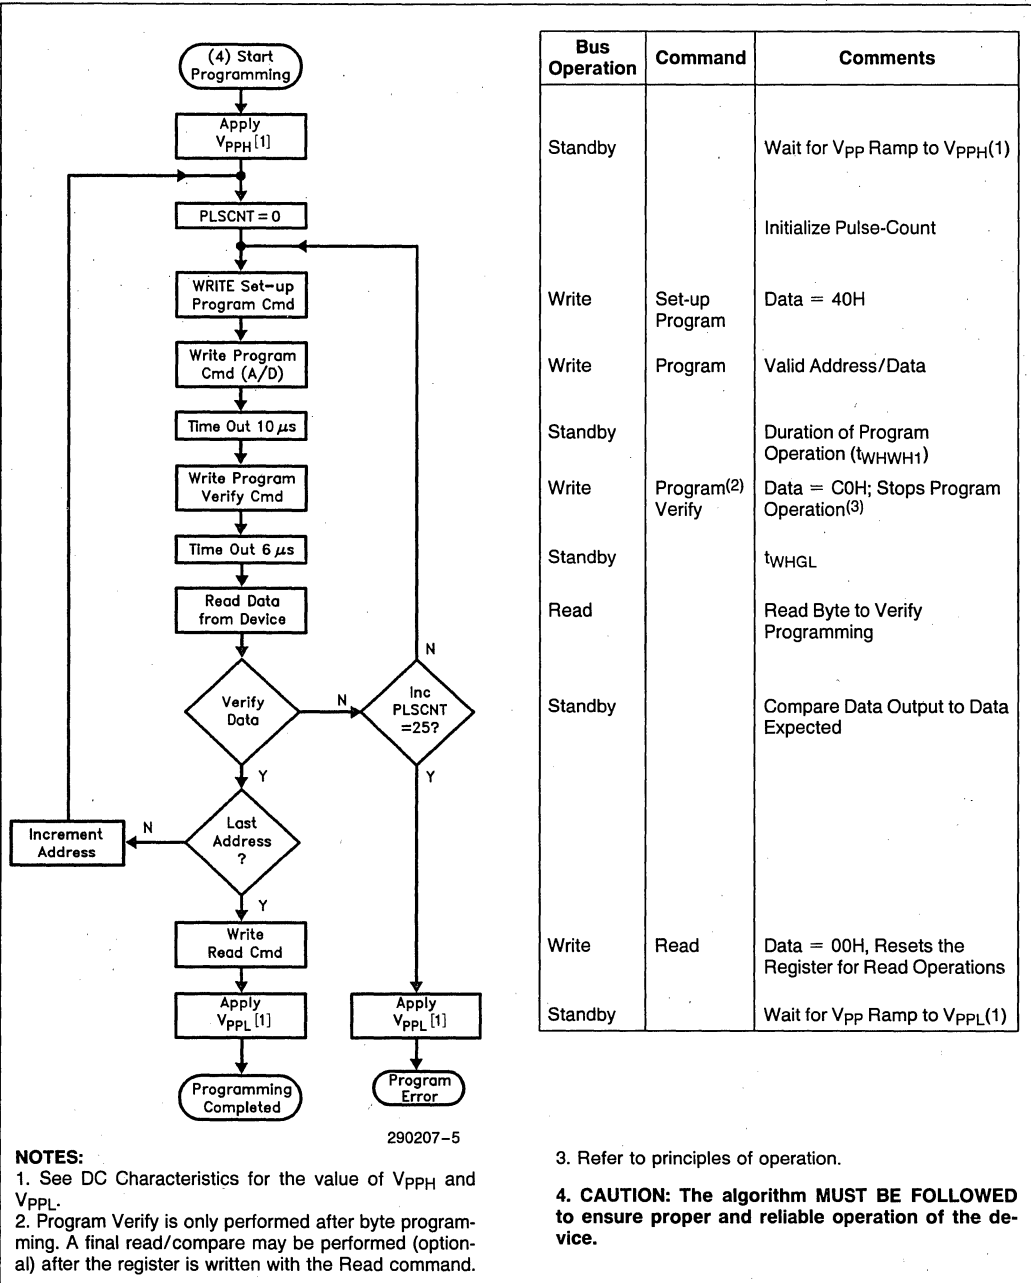 (4) Start
Programming
Apply
VPPH[1]
PLSCNT = 0
WRITE Set-up
Program Cmd
Write Program
Cmd (A/D)
Time Out 10 μs
Write Program
Verify Cmd
Time Out 6 μs
Read Data
from Device
Verify
Data
N
Inc
PLSCNT
=25?
N
Y
Y
Last
Address
?
N
Increment
Address
Y
Write
Read Cmd
Apply
VPPL[1]
Programming
Completed
Apply
VPPL[1]
Program
Error
290207-5
Bus Operation Command Comments
Standby Wait for VPP Ramp to VPPH(1)
Initialize Pulse-Count
Write Set-up Data = 40H
Program
Write Program Valid Address/Data
Standby Duration of Program
Operation (tWHWH1)
Write Program(2) Data = C0H; Stops Program
Verify Operation(3)
Standby tWHGL
Read Read Byte to Verify
Programming
Standby Compare Data Output to Data
Expected
Write Read Data = 00H, Resets the
Register for Read Operations
Standby Wait for VPP Ramp to VPPL(1)
NOTES:
1. See DC Characteristics for the value of VPPH and
VPPL.
2. Program Verify is only performed after byte program-
ming. A final read/compare may be performed (option-
al) after the register is written with the Read command.
3. Refer to principles of operation.
4. CAUTION: The algorithm MUST BE FOLLOWED
to ensure proper and reliable operation of the de-
vice.